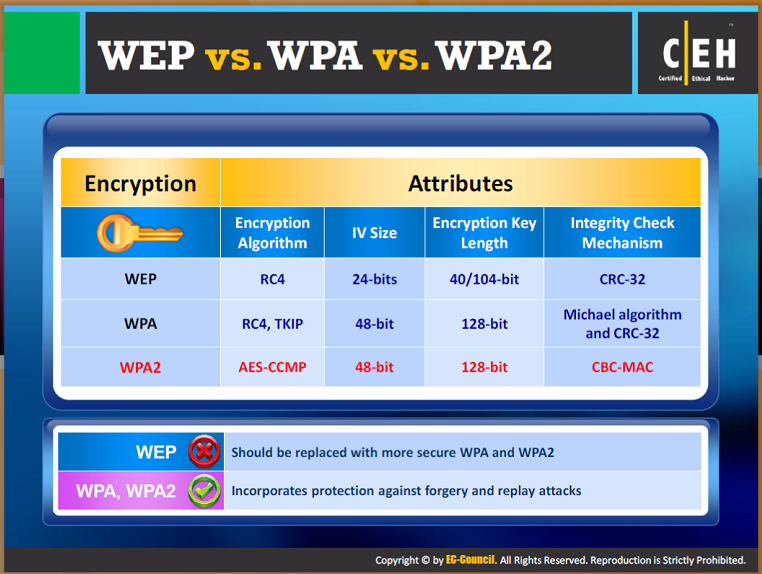 WEP vs. WPA vs. WPA2
C|EH
™
Certified Ethical Hacker
Encryption Attributes
Encryption Algorithm IV Size Encryption Key Length Integrity Check Mechanism
WEP RC4 24-bits 40/104-bit CRC-32
WPA RC4, TKIP 48-bit 128-bit Michael algorithm and CRC-32
WPA2 AES-CCMP 48-bit 128-bit CBC-MAC
WEP Should be replaced with more secure WPA and WPA2
WPA, WPA2 Incorporates protection against forgery and replay attacks
Copyright © by EC-Council. All Rights Reserved. Reproduction is Strictly Prohibited.